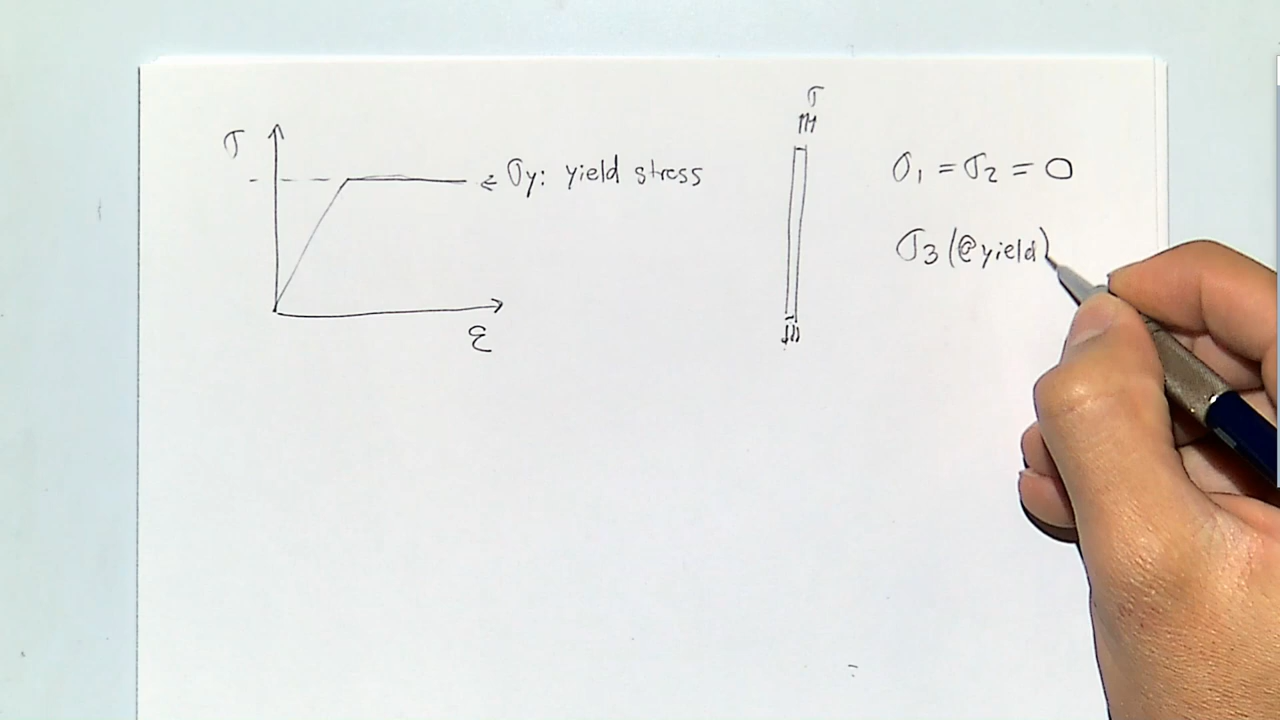 σ
← σy: yield stress
ε
σ
σ1 = σ2 = 0
σ3 (@yield)